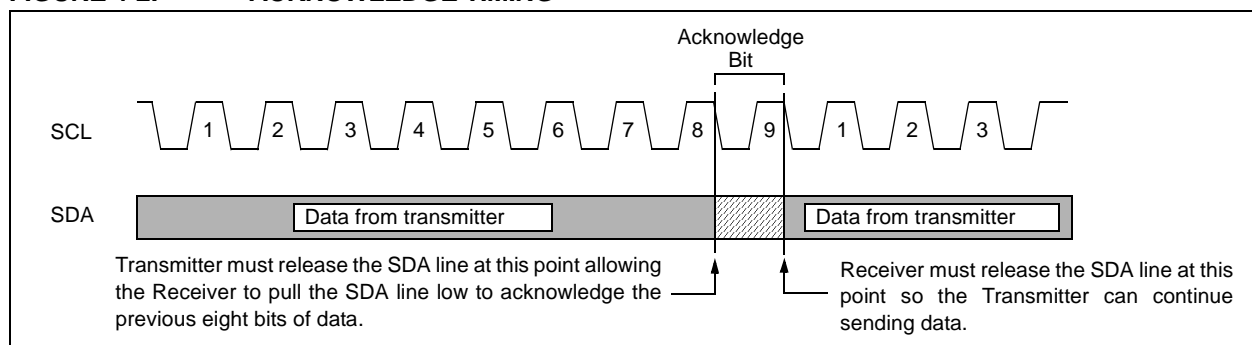 Acknowledge
Bit
SCL
1 2 3 4 5 6 7 8 9 1 2 3
SDA
Data from transmitter
Data from transmitter
Transmitter must release the SDA line at this point allowing
the Receiver to pull the SDA line low to acknowledge the
previous eight bits of data.
Receiver must release the SDA line at this
point so the Transmitter can continue
sending data.